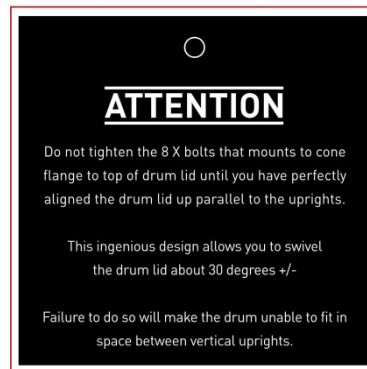 ATTENTION
Do not tighten the 8 X bolts that mounts to cone
flange to top of drum lid until you have perfectly
aligned the drum lid up parallel to the uprights.
This ingenious design allows you to swivel
the drum lid about 30 degrees +/-
Failure to do so will make the drum unable to fit in
space between vertical uprights.